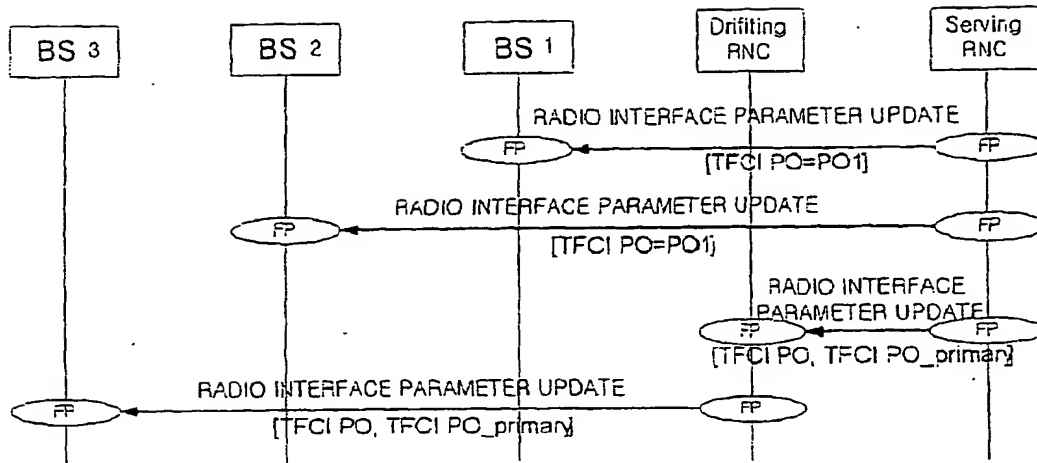 BS 3
BS 2
BS 1
Drifiting
RNC
Serving
RNC
RADIO INTERFACE PARAMETER UPDATE
FP
FP
[TFCI PO=PO1]
RADIO INTERFACE PARAMETER UPDATE
FP
FP
[TFCI PO=PO1]
RADIO INTERFACE
PARAMETER UPDATE
FP
FP
[TFCI PO, TFCI PO_primary]
RADIO INTERFACE PARAMETER UPDATE
FP
FP
[TFCI PO, TFCI PO_primary]